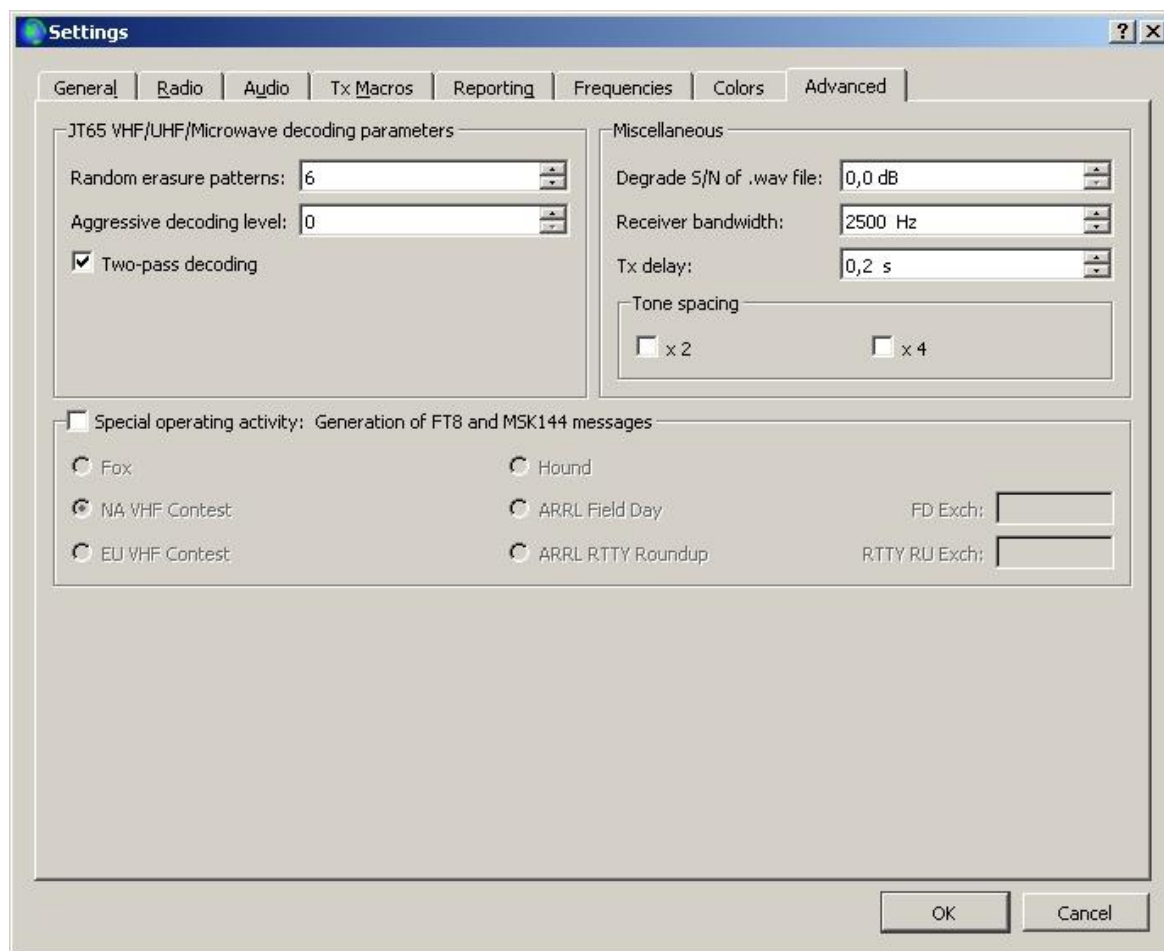 Settings
General Radio Audio Tx Macros Reporting Frequencies Colors Advanced
JT65 VHF/UHF/Microwave decoding parameters
Random erasure patterns: 6
Aggressive decoding level: 0
Two-pass decoding
Miscellaneous
Degrade S/N of .wav file: 0,0 dB
Receiver bandwidth: 2500 Hz
Tx delay: 0,2 s
Tone spacing
x 2 x 4
Special operating activity: Generation of FT8 and MSK144 messages
Fox Hound
NA VHF Contest ARRL Field Day FD Exch:
EU VHF Contest ARRL RTTY Roundup RTTY RU Exch:
OK Cancel